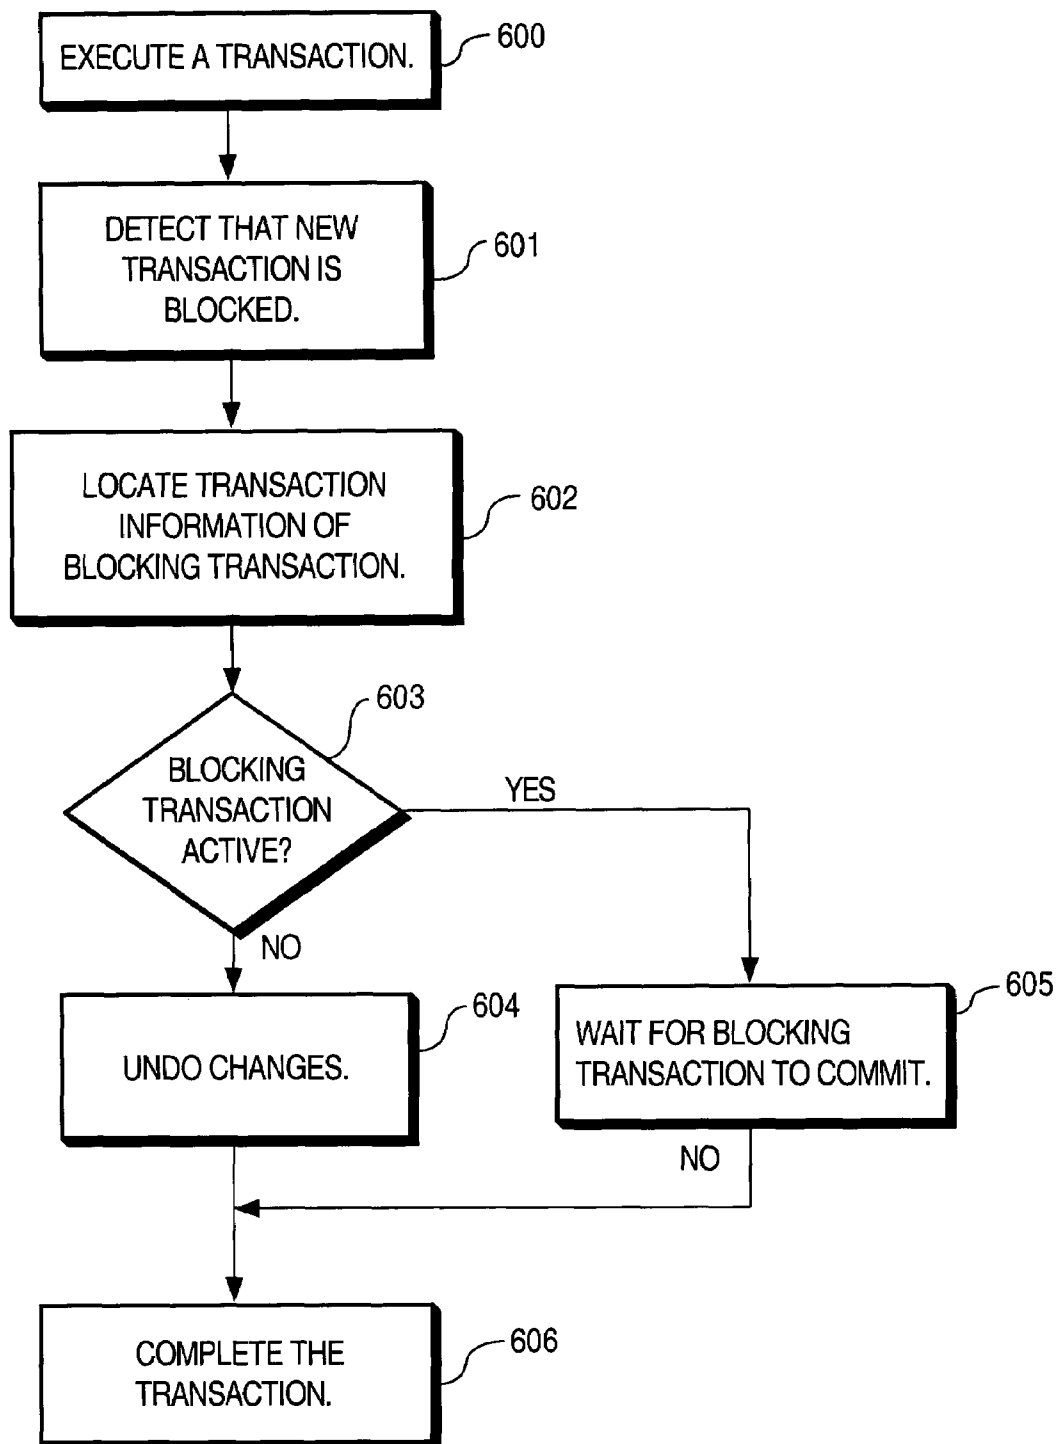 EXECUTE A TRANSACTION.
600
DETECT THAT NEW
TRANSACTION IS
BLOCKED.
601
LOCATE TRANSACTION
INFORMATION OF
BLOCKING TRANSACTION.
602
603
BLOCKING
TRANSACTION
ACTIVE?
YES
NO
UNDO CHANGES.
604
WAIT FOR BLOCKING
TRANSACTION TO COMMIT.
605
NO
COMPLETE THE
TRANSACTION.
606